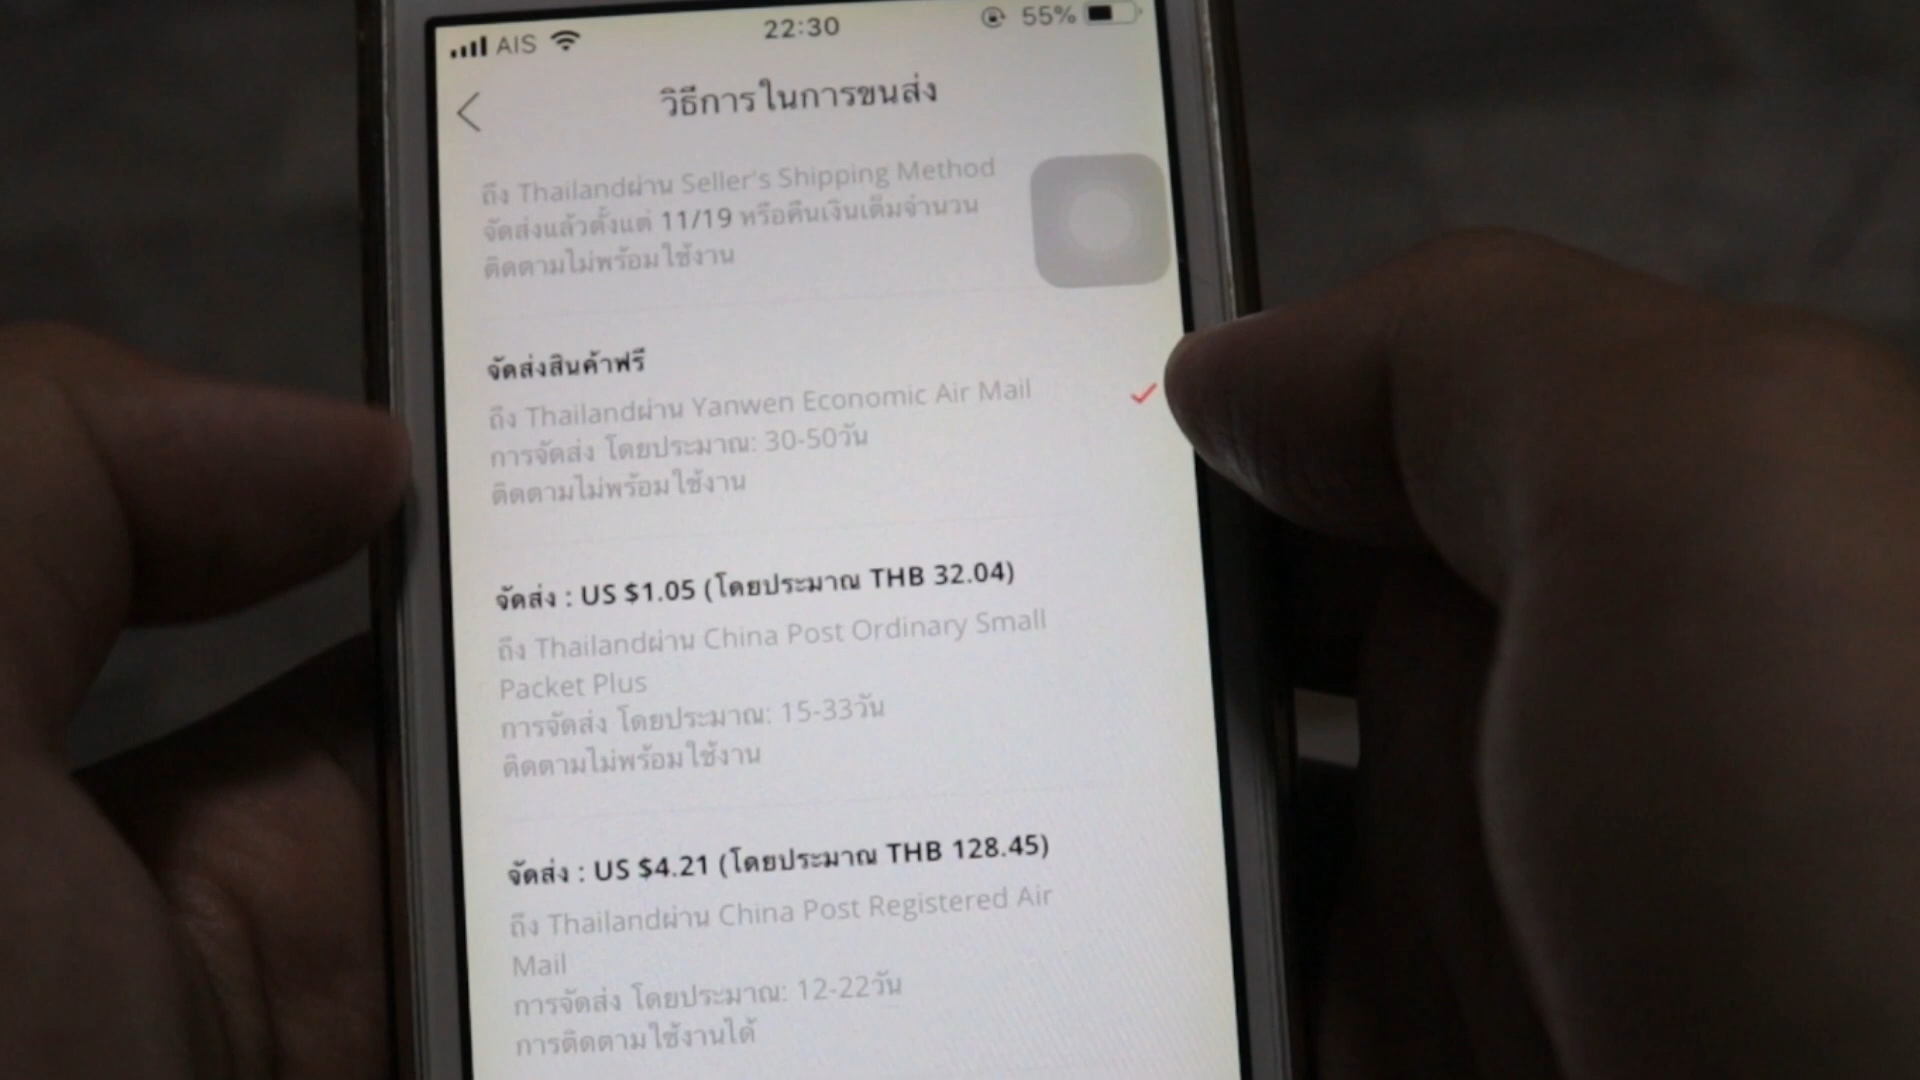 AIS 22:30 55%
วิธีการในการขนส่ง
ถึง Thailandผ่าน Seller's Shipping Method
จัดส่งแล้วตั้งแต่ 11/19 หรือคืนเงินเต็มจำนวน
ติดตามไม่พร้อมใช้งาน
จัดส่งสินค้าฟรี
ถึง Thailandผ่าน Yanwen Economic Air Mail
การจัดส่ง โดยประมาณ: 30-50วัน
ติดตามไม่พร้อมใช้งาน
จัดส่ง : US $1.05 (โดยประมาณ THB 32.04)
ถึง Thailandผ่าน China Post Ordinary Small
Packet Plus
การจัดส่ง โดยประมาณ: 15-33วัน
ติดตามไม่พร้อมใช้งาน
จัดส่ง : US $4.21 (โดยประมาณ THB 128.45)
ถึง Thailandผ่าน China Post Registered Air
Mail
การจัดส่ง โดยประมาณ: 12-22วัน
การติดตามใช้งานได้